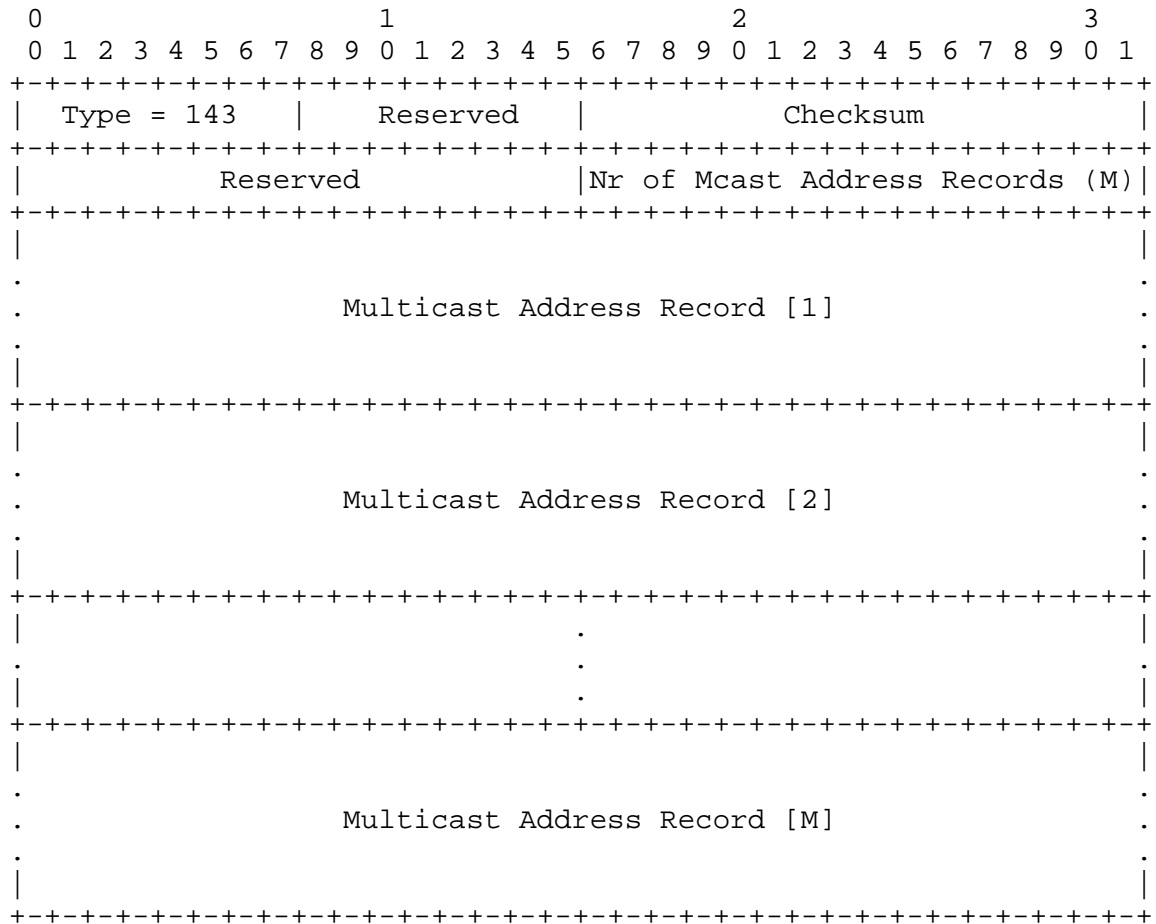 0                   1                   2                   3
 0 1 2 3 4 5 6 7 8 9 0 1 2 3 4 5 6 7 8 9 0 1 2 3 4 5 6 7 8 9 0 1
+-+-+-+-+-+-+-+-+-+-+-+-+-+-+-+-+-+-+-+-+-+-+-+-+-+-+-+-+-+-+-+-+
|  Type = 143   |    Reserved   |           Checksum            |
+-+-+-+-+-+-+-+-+-+-+-+-+-+-+-+-+-+-+-+-+-+-+-+-+-+-+-+-+-+-+-+-+
|           Reserved            |Nr of Mcast Address Records (M)|
+-+-+-+-+-+-+-+-+-+-+-+-+-+-+-+-+-+-+-+-+-+-+-+-+-+-+-+-+-+-+-+-+
|                                                               |
.                                                               .
.                  Multicast Address Record [1]                 .
.                                                               .
|                                                               |
+-+-+-+-+-+-+-+-+-+-+-+-+-+-+-+-+-+-+-+-+-+-+-+-+-+-+-+-+-+-+-+-+
|                                                               |
.                                                               .
.                  Multicast Address Record [2]                 .
.                                                               .
|                                                               |
+-+-+-+-+-+-+-+-+-+-+-+-+-+-+-+-+-+-+-+-+-+-+-+-+-+-+-+-+-+-+-+-+
|                               .                               |
.                               .                               .
|                               .                               |
+-+-+-+-+-+-+-+-+-+-+-+-+-+-+-+-+-+-+-+-+-+-+-+-+-+-+-+-+-+-+-+-+
|                                                               |
.                                                               .
.                  Multicast Address Record [M]                 .
.                                                               .
|                                                               |
+-+-+-+-+-+-+-+-+-+-+-+-+-+-+-+-+-+-+-+-+-+-+-+-+-+-+-+-+-+-+-+-+